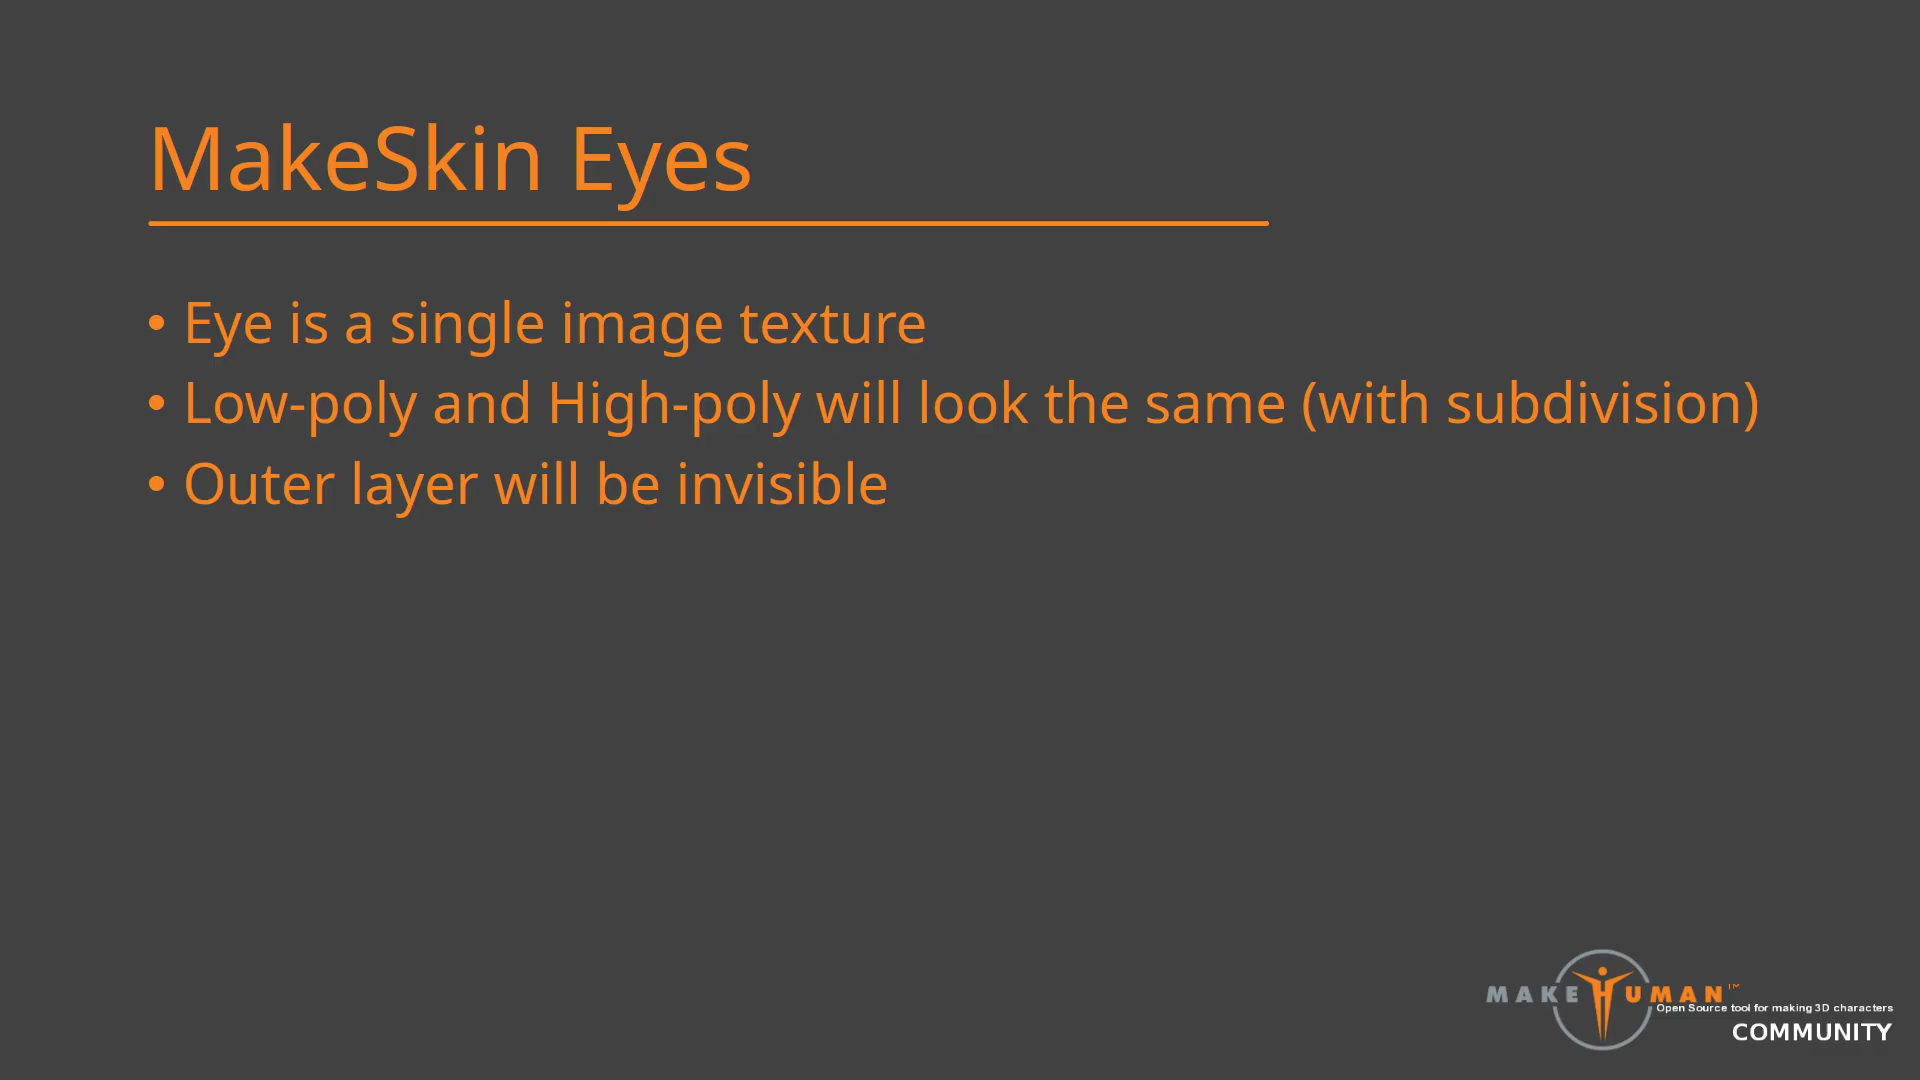 MakeSkin Eyes
• Eye is a single image texture
• Low-poly and High-poly will look the same (with subdivision)
• Outer layer will be invisible
MAKEHUMAN™
Open Source tool for making 3D characters
COMMUNITY